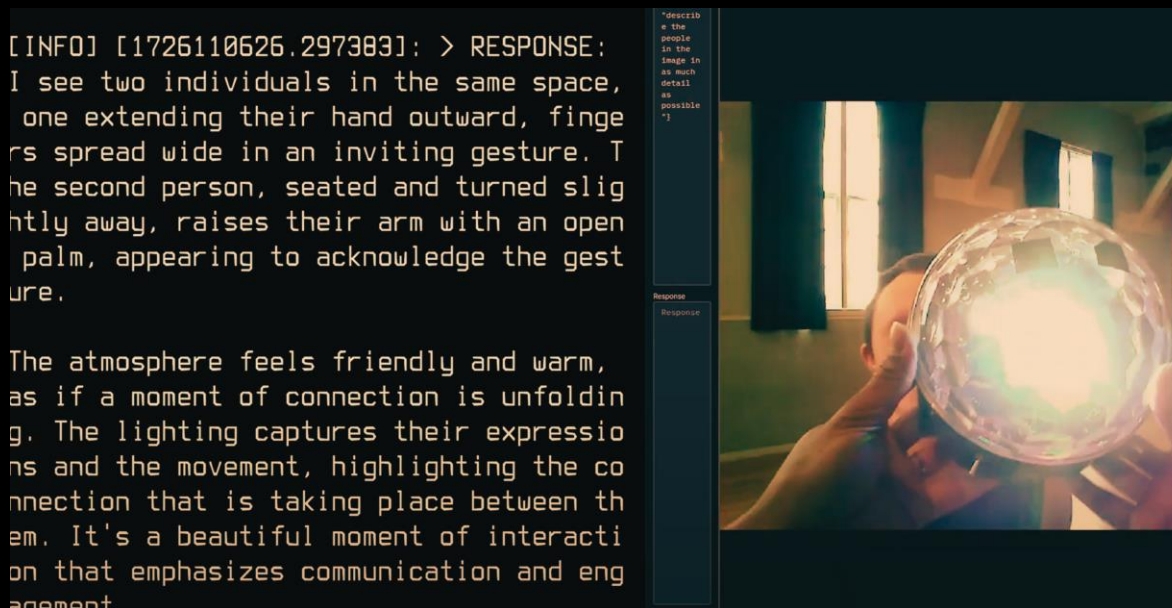 [INFO] [1726110626.297383]: > RESPONSE:
I see two individuals in the same space,
one extending their hand outward, finge
rs spread wide in an inviting gesture. T
he second person, seated and turned slig
htly away, raises their arm with an open
palm, appearing to acknowledge the gest
ure.
The atmosphere feels friendly and warm,
as if a moment of connection is unfoldin
g. The lighting captures their expressio
ns and the movement, highlighting the co
nnection that is taking place between th
em. It's a beautiful moment of interacti
on that emphasizes communication and eng
agement
"describ
e the
people
in the
image in
as much
detail
as
possible
"]
Response
Response